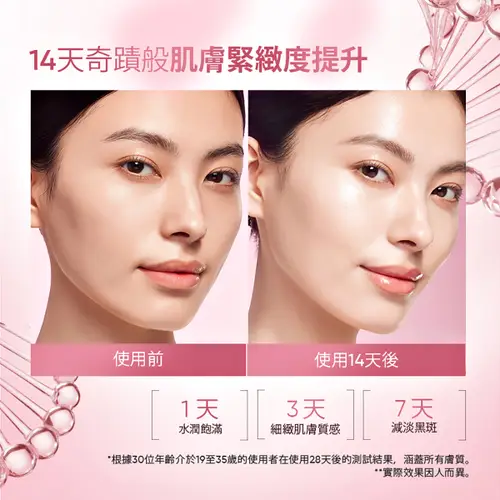 14天奇蹟般肌膚緊緻度提升
使用前
使用14天後
1天
水潤飽滿
3天
細緻肌膚質感
7天
減淡黑斑
*根據30位年齡介於19至35歲的使用者在使用28天後的測試結果，涵蓋所有膚質。
**實際效果因人而異。